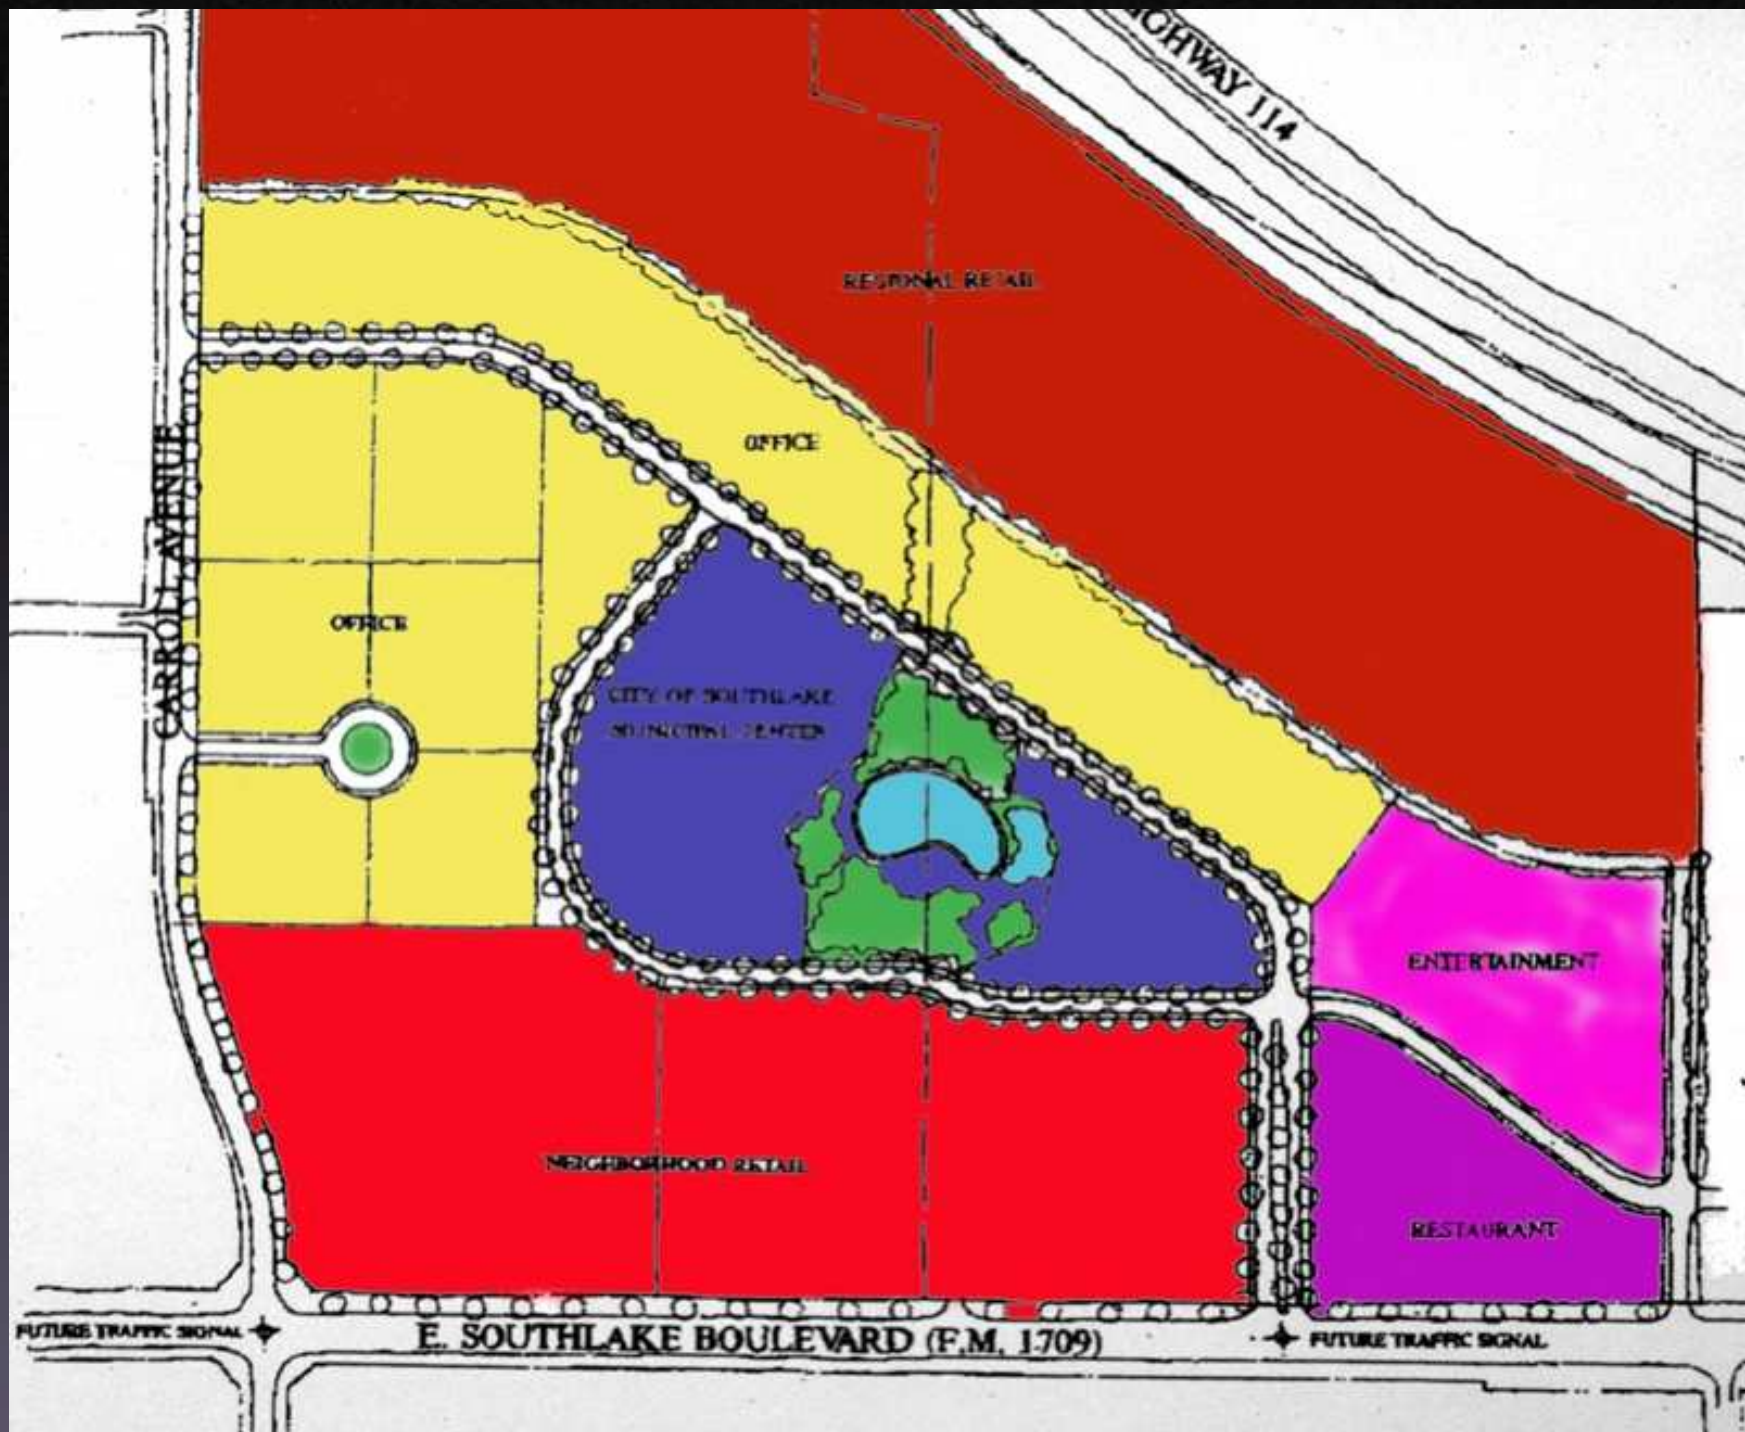 HIGHWAY 114
REGIONAL RETAIL
OFFICE
CARROLL AVENUE
OFFICE
CITY OF SOUTHLAKE
MUNICIPAL CENTER
ENTERTAINMENT
NEIGHBORHOOD RETAIL
RESTAURANT
FUTURE TRAFFIC SIGNAL
E. SOUTHLAKE BOULEVARD (F.M. 1709)
FUTURE TRAFFIC SIGNAL